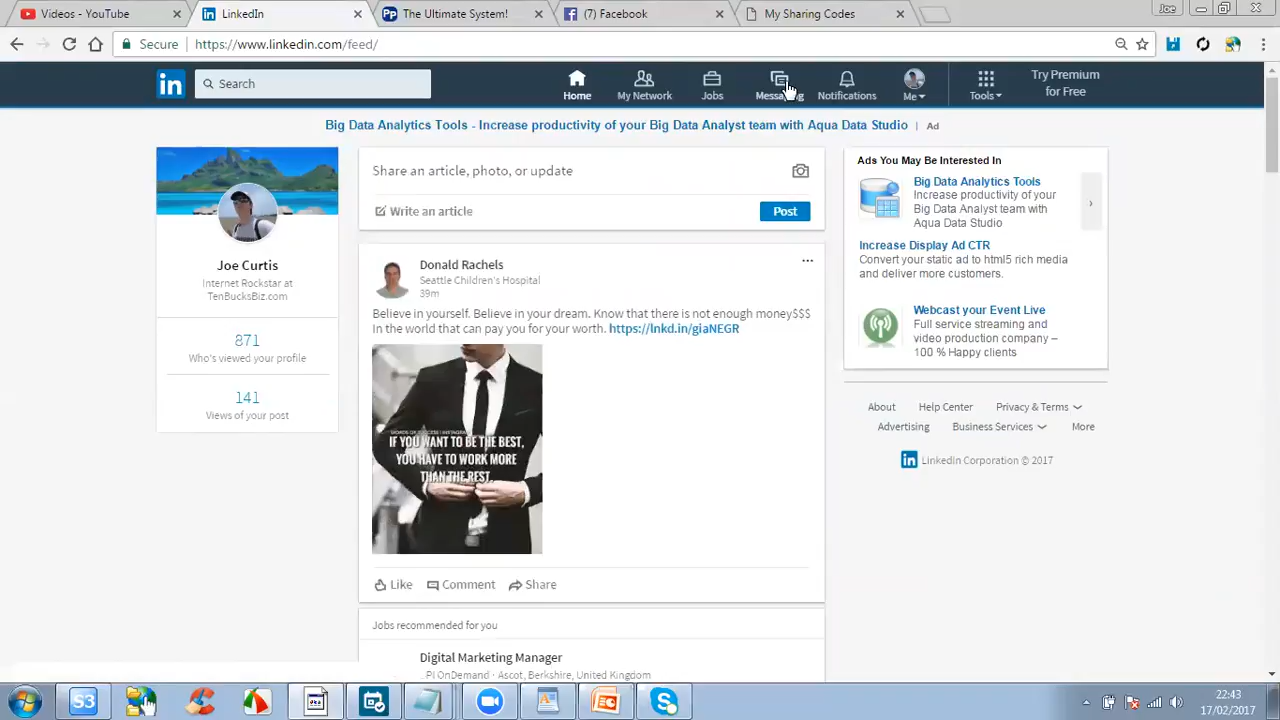 Videos - YouTube
LinkedIn
The Ultimate System!
(7) Facebook
My Sharing Codes
Joe
Secure
https://www.linkedin.com/feed/
in
Search
Home
My Network
Jobs
Messaging
Notifications
Me
Tools
Try Premium
for Free
Big Data Analytics Tools - Increase productivity of your Big Data Analyst team with Aqua Data Studio | Ad
Joe Curtis
Internet Rockstar at
TenBucksBiz.com
871
Who's viewed your profile
141
Views of your post
Share an article, photo, or update
Write an article
Post
Donald Rachels
Seattle Children's Hospital
39m
Believe in yourself. Believe in your dream. Know that there is not enough money$$$
In the world that can pay you for your worth. https://lnkd.in/giaNEGR
IF YOU WANT TO BE THE BEST,
YOU HAVE TO WORK MORE
THAN THE REST.
Like
Comment
Share
Jobs recommended for you
Digital Marketing Manager
PI OnDemand · Ascot, Berkshire, United Kingdom
Ads You May Be Interested In
Big Data Analytics Tools
Increase productivity of your
Big Data Analyst team with
Aqua Data Studio
Increase Display Ad CTR
Convert your static ad to html5 rich media
and deliver more customers.
Webcast your Event Live
Full service streaming and
video production company –
100 % Happy clients
About
Help Center
Privacy & Terms
Advertising
Business Services
More
in LinkedIn Corporation © 2017
S3
22:43
17/02/2017